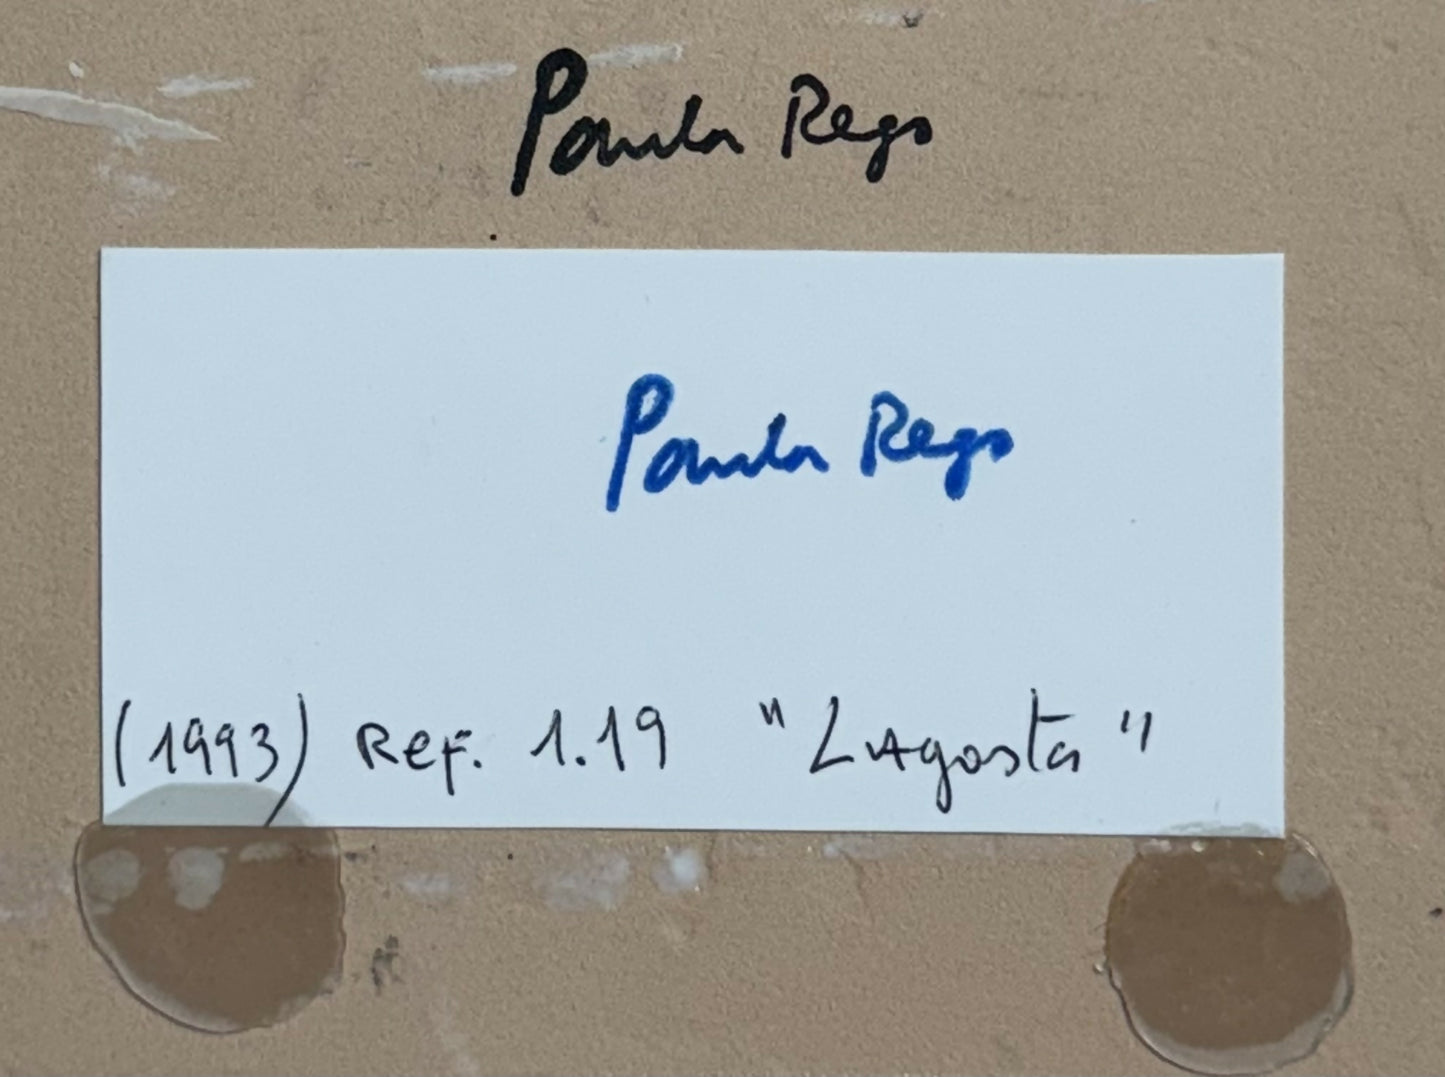 Paula Rego
Paula Rego
(1993) Ref. 1.19 "Lagosta"